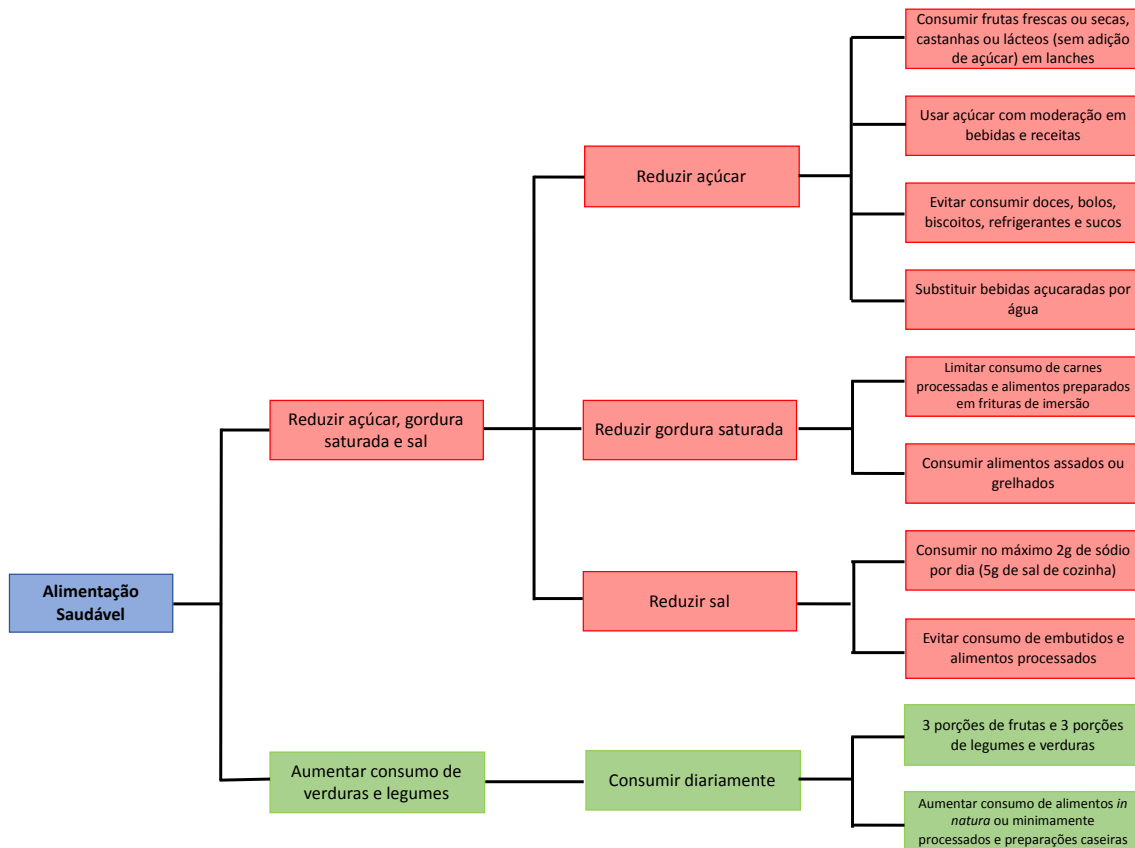 Consumir frutas frescas ou secas,
castanhas ou lácteos (sem adição
de açúcar) em lanches
Usar açúcar com moderação em
bebidas e receitas
Reduzir açúcar
Evitar consumir doces, bolos,
biscoitos, refrigerantes e sucos
Substituir bebidas açucaradas por
água
Limitar consumo de carnes
processadas e alimentos preparados
em frituras de imersão
Reduzir açúcar, gordura
saturada e sal
Reduzir gordura saturada
Consumir alimentos assados ou
grelhados
Consumir no máximo 2g de sódio
por dia (5g de sal de cozinha)
Alimentação
Saudável
Reduzir sal
Evitar consumo de embutidos e
alimentos processados
3 porções de frutas e 3 porções
de legumes e verduras
Aumentar consumo de
verduras e legumes
Consumir diariamente
Aumentar consumo de alimentos in
natura ou minimamente
processados e preparações caseiras